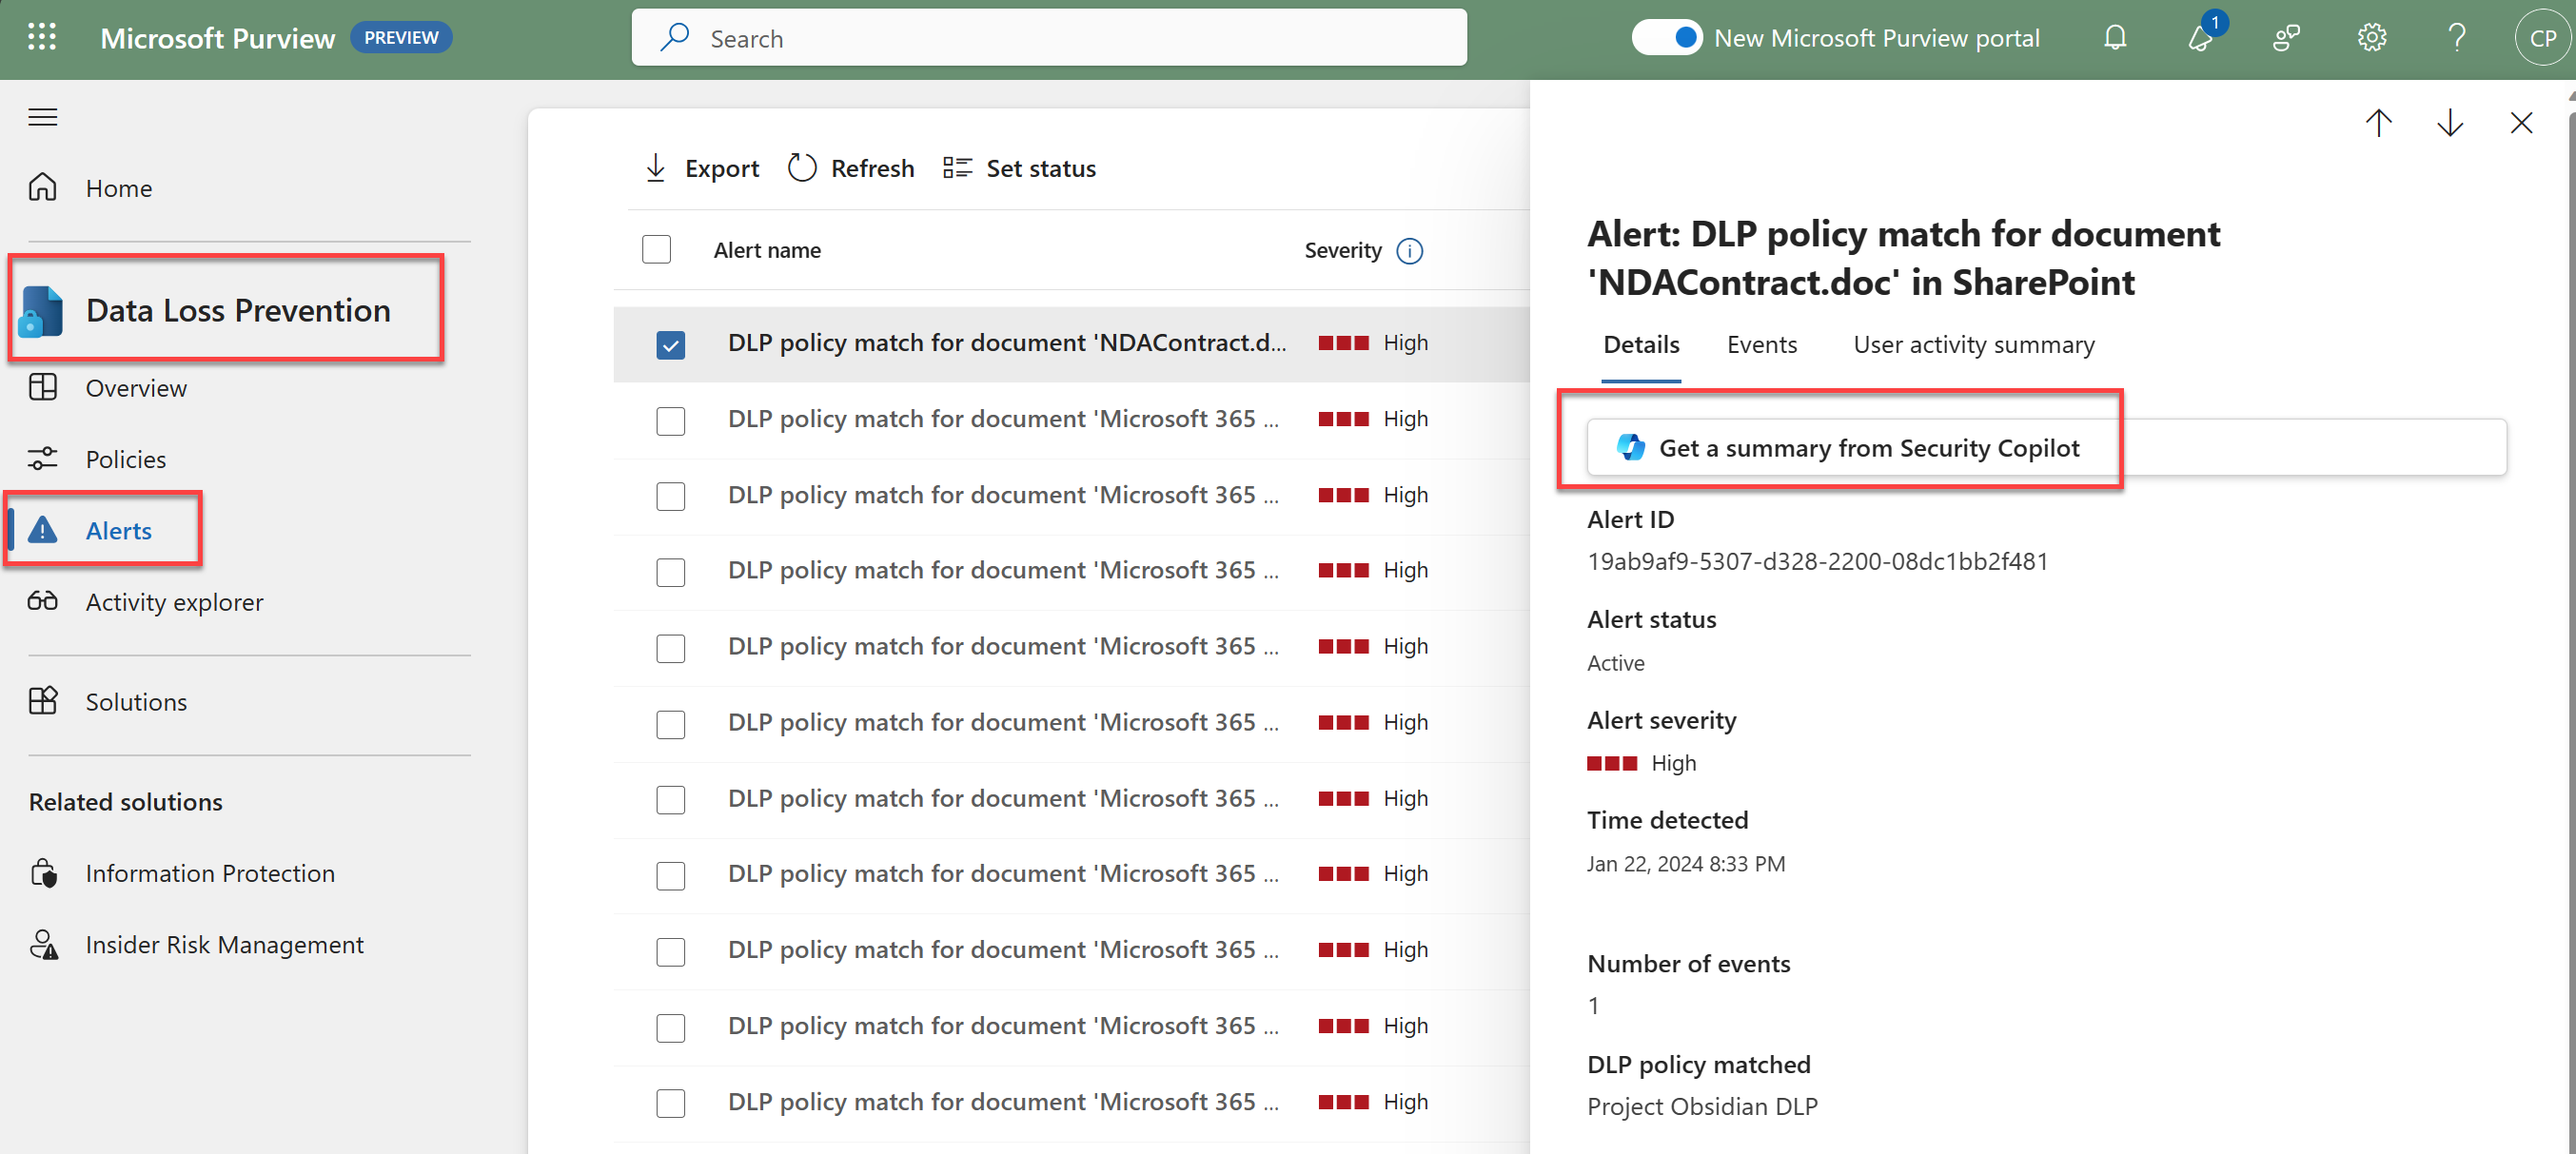 Microsoft Purview PREVIEW
Search
New Microsoft Purview portal
1
CP
Home
Data Loss Prevention
Overview
Policies
Alerts
Activity explorer
Solutions
Related solutions
Information Protection
Insider Risk Management
Export Refresh Set status
Alert name Severity
DLP policy match for document 'NDAContract.d... High
DLP policy match for document 'Microsoft 365 ... High
DLP policy match for document 'Microsoft 365 ... High
DLP policy match for document 'Microsoft 365 ... High
DLP policy match for document 'Microsoft 365 ... High
DLP policy match for document 'Microsoft 365 ... High
DLP policy match for document 'Microsoft 365 ... High
DLP policy match for document 'Microsoft 365 ... High
DLP policy match for document 'Microsoft 365 ... High
DLP policy match for document 'Microsoft 365 ... High
DLP policy match for document 'Microsoft 365 ... High
Alert: DLP policy match for document
'NDAContract.doc' in SharePoint
Details Events User activity summary
Get a summary from Security Copilot
Alert ID
19ab9af9-5307-d328-2200-08dc1bb2f481
Alert status
Active
Alert severity
High
Time detected
Jan 22, 2024 8:33 PM
Number of events
1
DLP policy matched
Project Obsidian DLP